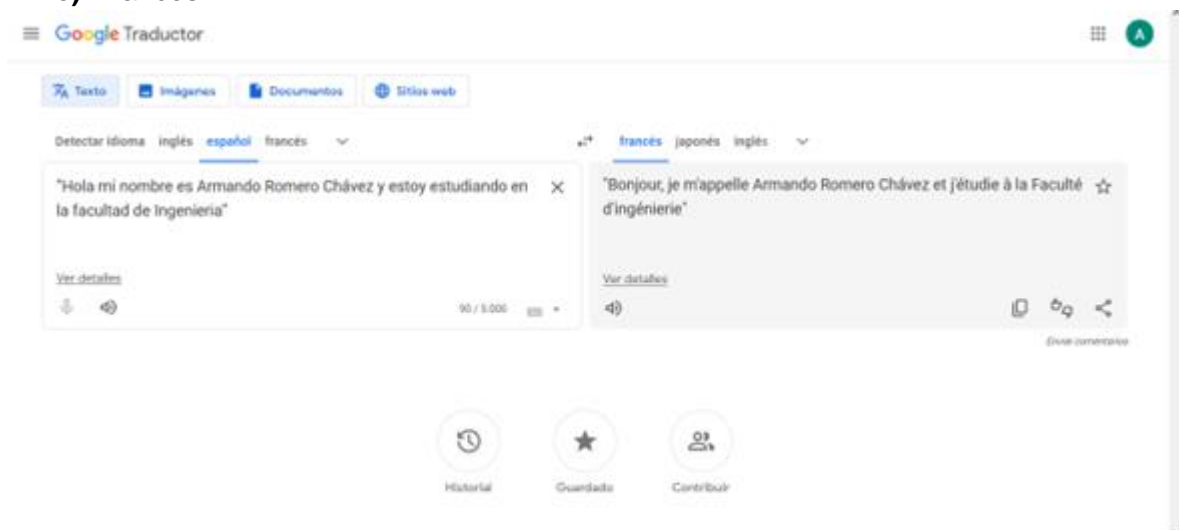 Google Traductor
A
Texto Imágenes Documentos Sitios web
Detectar idioma inglés español francés
francés japonés inglés
"Hola mi nombre es Armando Romero Chávez y estoy estudiando en
la facultad de Ingenieria"
"Bonjour, je m'appelle Armando Romero Chávez et j'étudie à la Faculté
d'ingénierie"
Ver detalles
Ver detalles
90 / 5.000
Enviar comentarios
Historial Guardado Contribuir